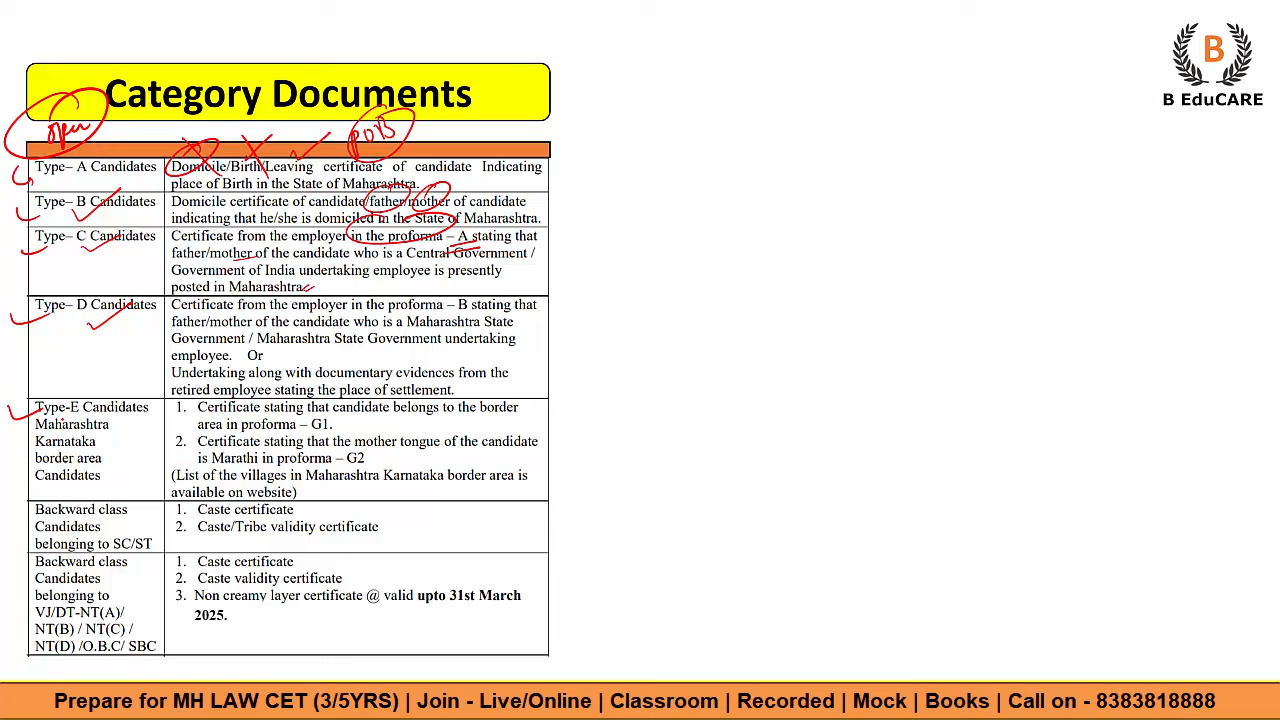 B
B EduCARE
Category Documents
open
POB
Type– A Candidates
Domicile/Birth/Leaving certificate of candidate Indicating
place of Birth in the State of Maharashtra.
Type– B Candidates
Domicile certificate of candidate/father/mother of candidate
indicating that he/she is domiciled in the State of Maharashtra.
Type– C Candidates
Certificate from the employer in the proforma – A stating that
father/mother of the candidate who is a Central Government /
Government of India undertaking employee is presently
posted in Maharashtra.
Type– D Candidates
Certificate from the employer in the proforma – B stating that
father/mother of the candidate who is a Maharashtra State
Government / Maharashtra State Government undertaking
employee. Or
Undertaking along with documentary evidences from the
retired employee stating the place of settlement.
Type-E Candidates
Maharashtra
Karnataka
border area
Candidates
1. Certificate stating that candidate belongs to the border
area in proforma – G1.
2. Certificate stating that the mother tongue of the candidate
is Marathi in proforma – G2
(List of the villages in Maharashtra Karnataka border area is
available on website)
Backward class
Candidates
belonging to SC/ST
1. Caste certificate
2. Caste/Tribe validity certificate
Backward class
Candidates
belonging to
VJ/DT-NT(A)/
NT(B) / NT(C) /
NT(D) /O.B.C/ SBC
1. Caste certificate
2. Caste validity certificate
3. Non creamy layer certificate @ valid upto 31st March
2025.
Prepare for MH LAW CET (3/5YRS) | Join - Live/Online | Classroom | Recorded | Mock | Books | Call on - 8383818888